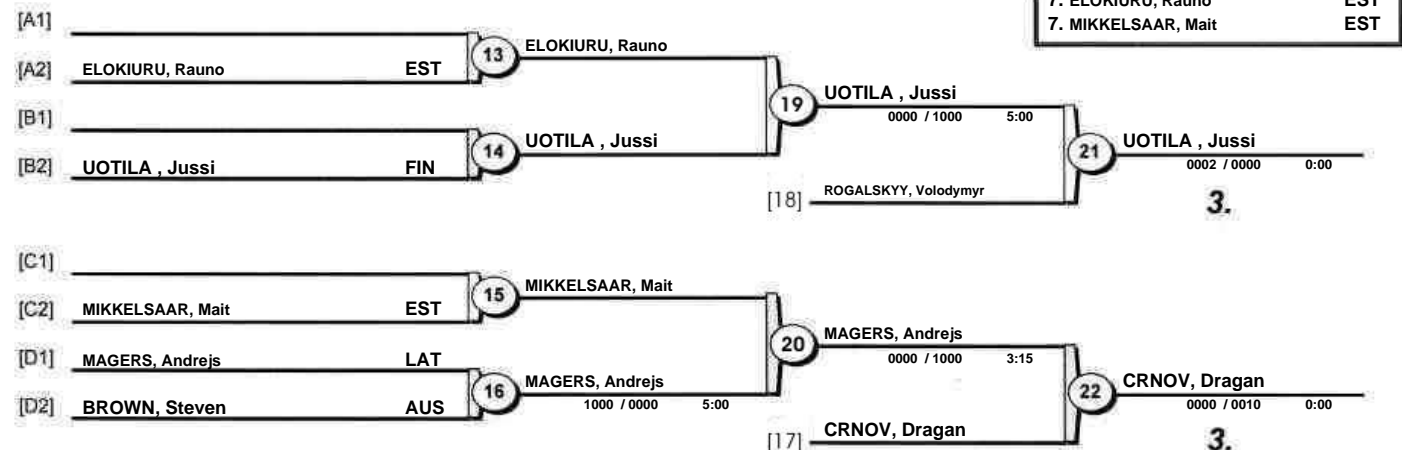 7. ELOKIURU, Rauno EST
7. MIKKELSAAR, Mait EST
[A1]
[A2] ELOKIURU, Rauno EST
13 ELOKIURU, Rauno
[B1]
[B2] UOTILA , Jussi FIN
14 UOTILA , Jussi
19 UOTILA , Jussi
0000 / 1000 5:00
[18] ROGALSKYY, Volodymyr
21 UOTILA , Jussi
0002 / 0000 0:00
3.
[C1]
[C2] MIKKELSAAR, Mait EST
15 MIKKELSAAR, Mait
[D1] MAGERS, Andrejs LAT
[D2] BROWN, Steven AUS
16 MAGERS, Andrejs
1000 / 0000 5:00
20 MAGERS, Andrejs
0000 / 1000 3:15
[17] CRNOV, Dragan
22 CRNOV, Dragan
0000 / 0010 0:00
3.